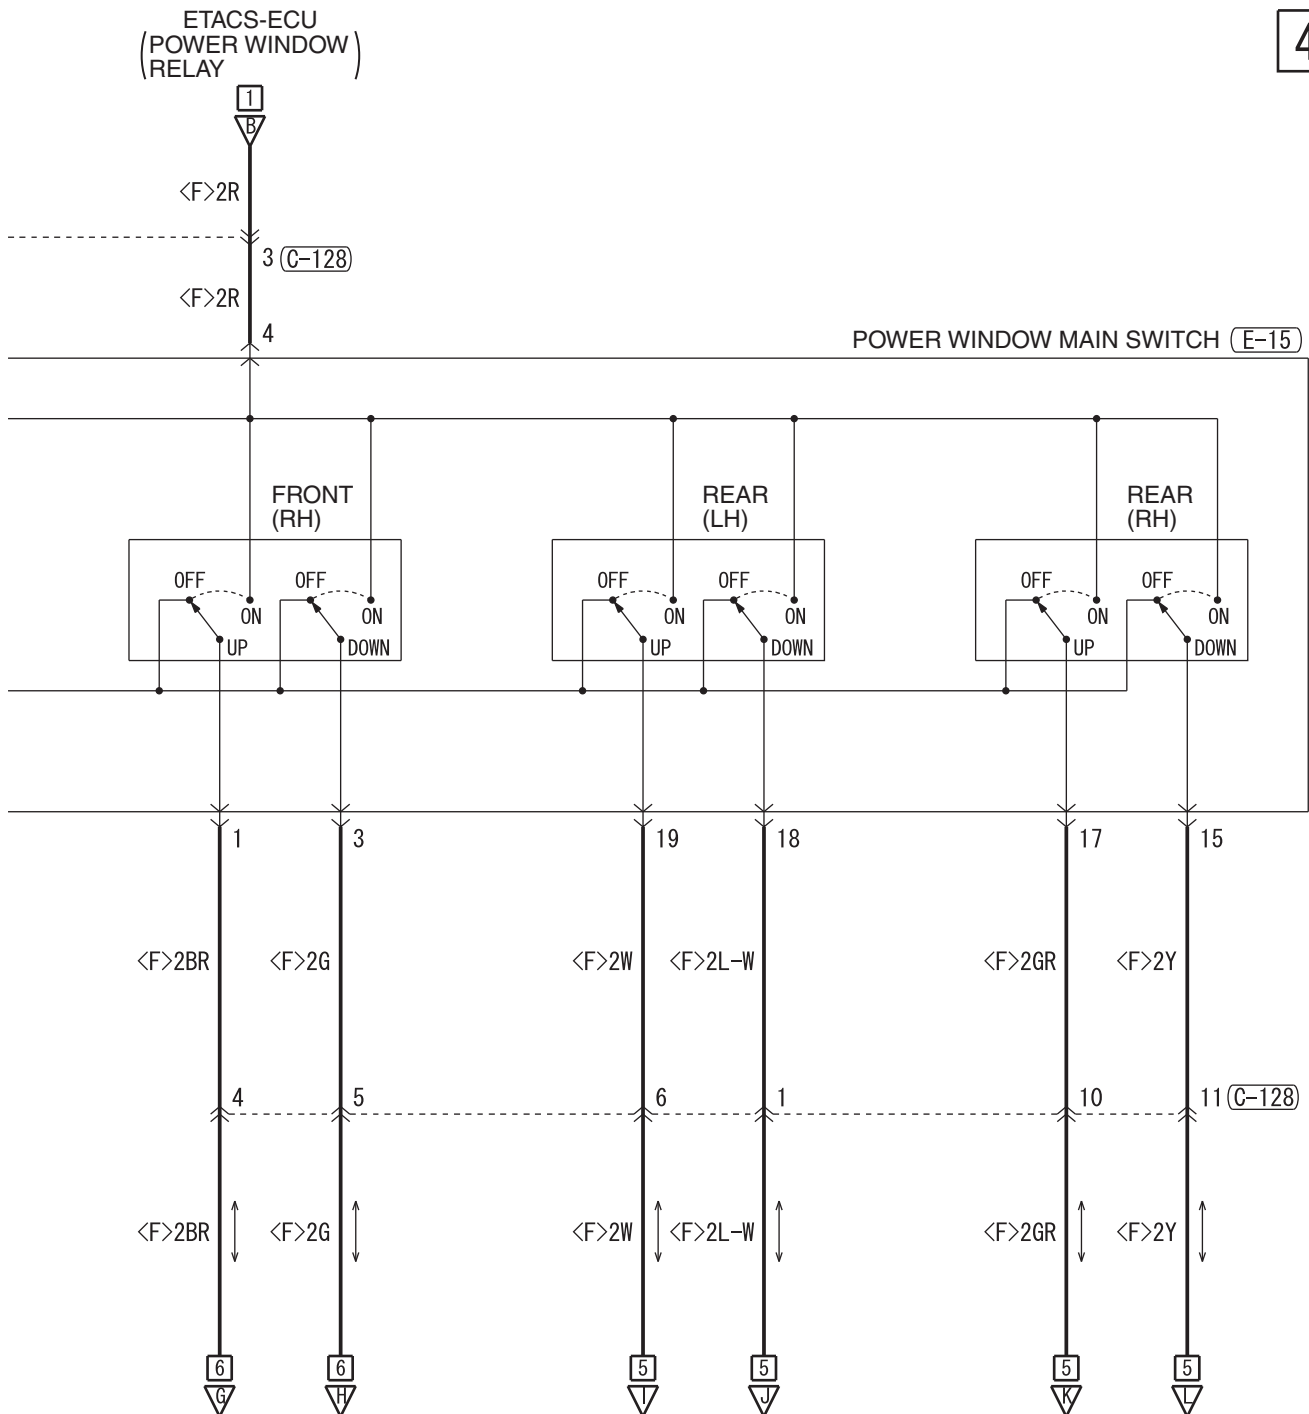 ETACS-ECU
(POWER WINDOW
RELAY)
4
1
B
<F>2R
3 C-128
<F>2R
4
POWER WINDOW MAIN SWITCH E-15
FRONT
(RH)
REAR
(LH)
REAR
(RH)
OFF OFF OFF OFF OFF OFF
ON ON ON ON ON ON
UP DOWN UP DOWN UP DOWN
1 3 19 18 17 15
<F>2BR <F>2G <F>2W <F>2L-W <F>2GR <F>2Y
4 5 6 1 10 11 C-128
<F>2BR <F>2G <F>2W <F>2L-W <F>2GR <F>2Y
6 6 5 5 5 5
G H I J K L